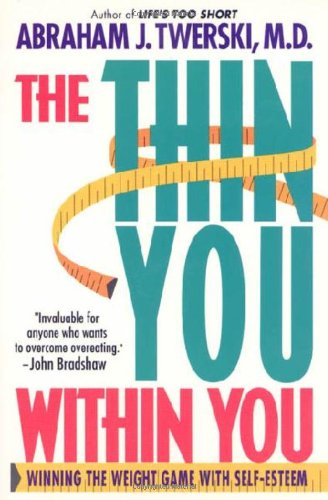 Author of LIFE'S TOO SHORT
ABRAHAM J. TWERSKI, M.D.
THE THIN
YOU
WITHIN YOU
"Invaluable for
anyone who wants
to overcome overeating."
–John Bradshaw
WINNING THE WEIGHT GAME WITH SELF-ESTEEM